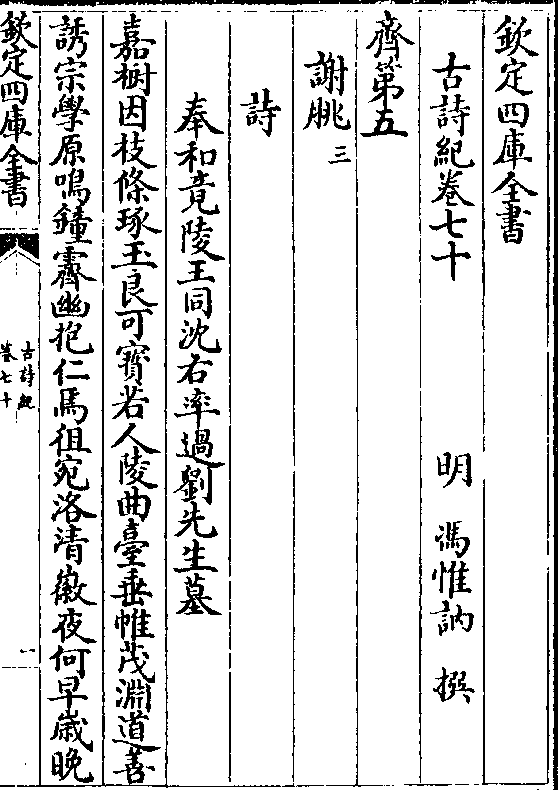 欽定四庫全書
古詩紀卷七十
明 馮惟訥 撰
齊第五
謝朓 三
詩
奉和竟陵王同沈右率過劉先生墓
嘉樹因枝條琢玉良可寶若人陵曲臺垂帷茂淵道善
誘宗學原鳴鐘霽幽抱仁焉徂宛洛清徽夜何早歲晚
欽定四庫全書
古詩紀
卷七十
一